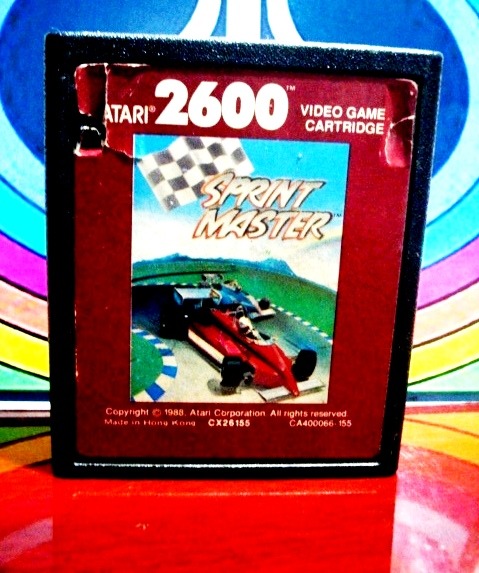 ATARI® 2600™ VIDEO GAME
CARTRIDGE
SPRINT
MASTER™
Copyright © 1988, Atari Corporation. All rights reserved
Made in Hong Kong CX26155 CA400066-155